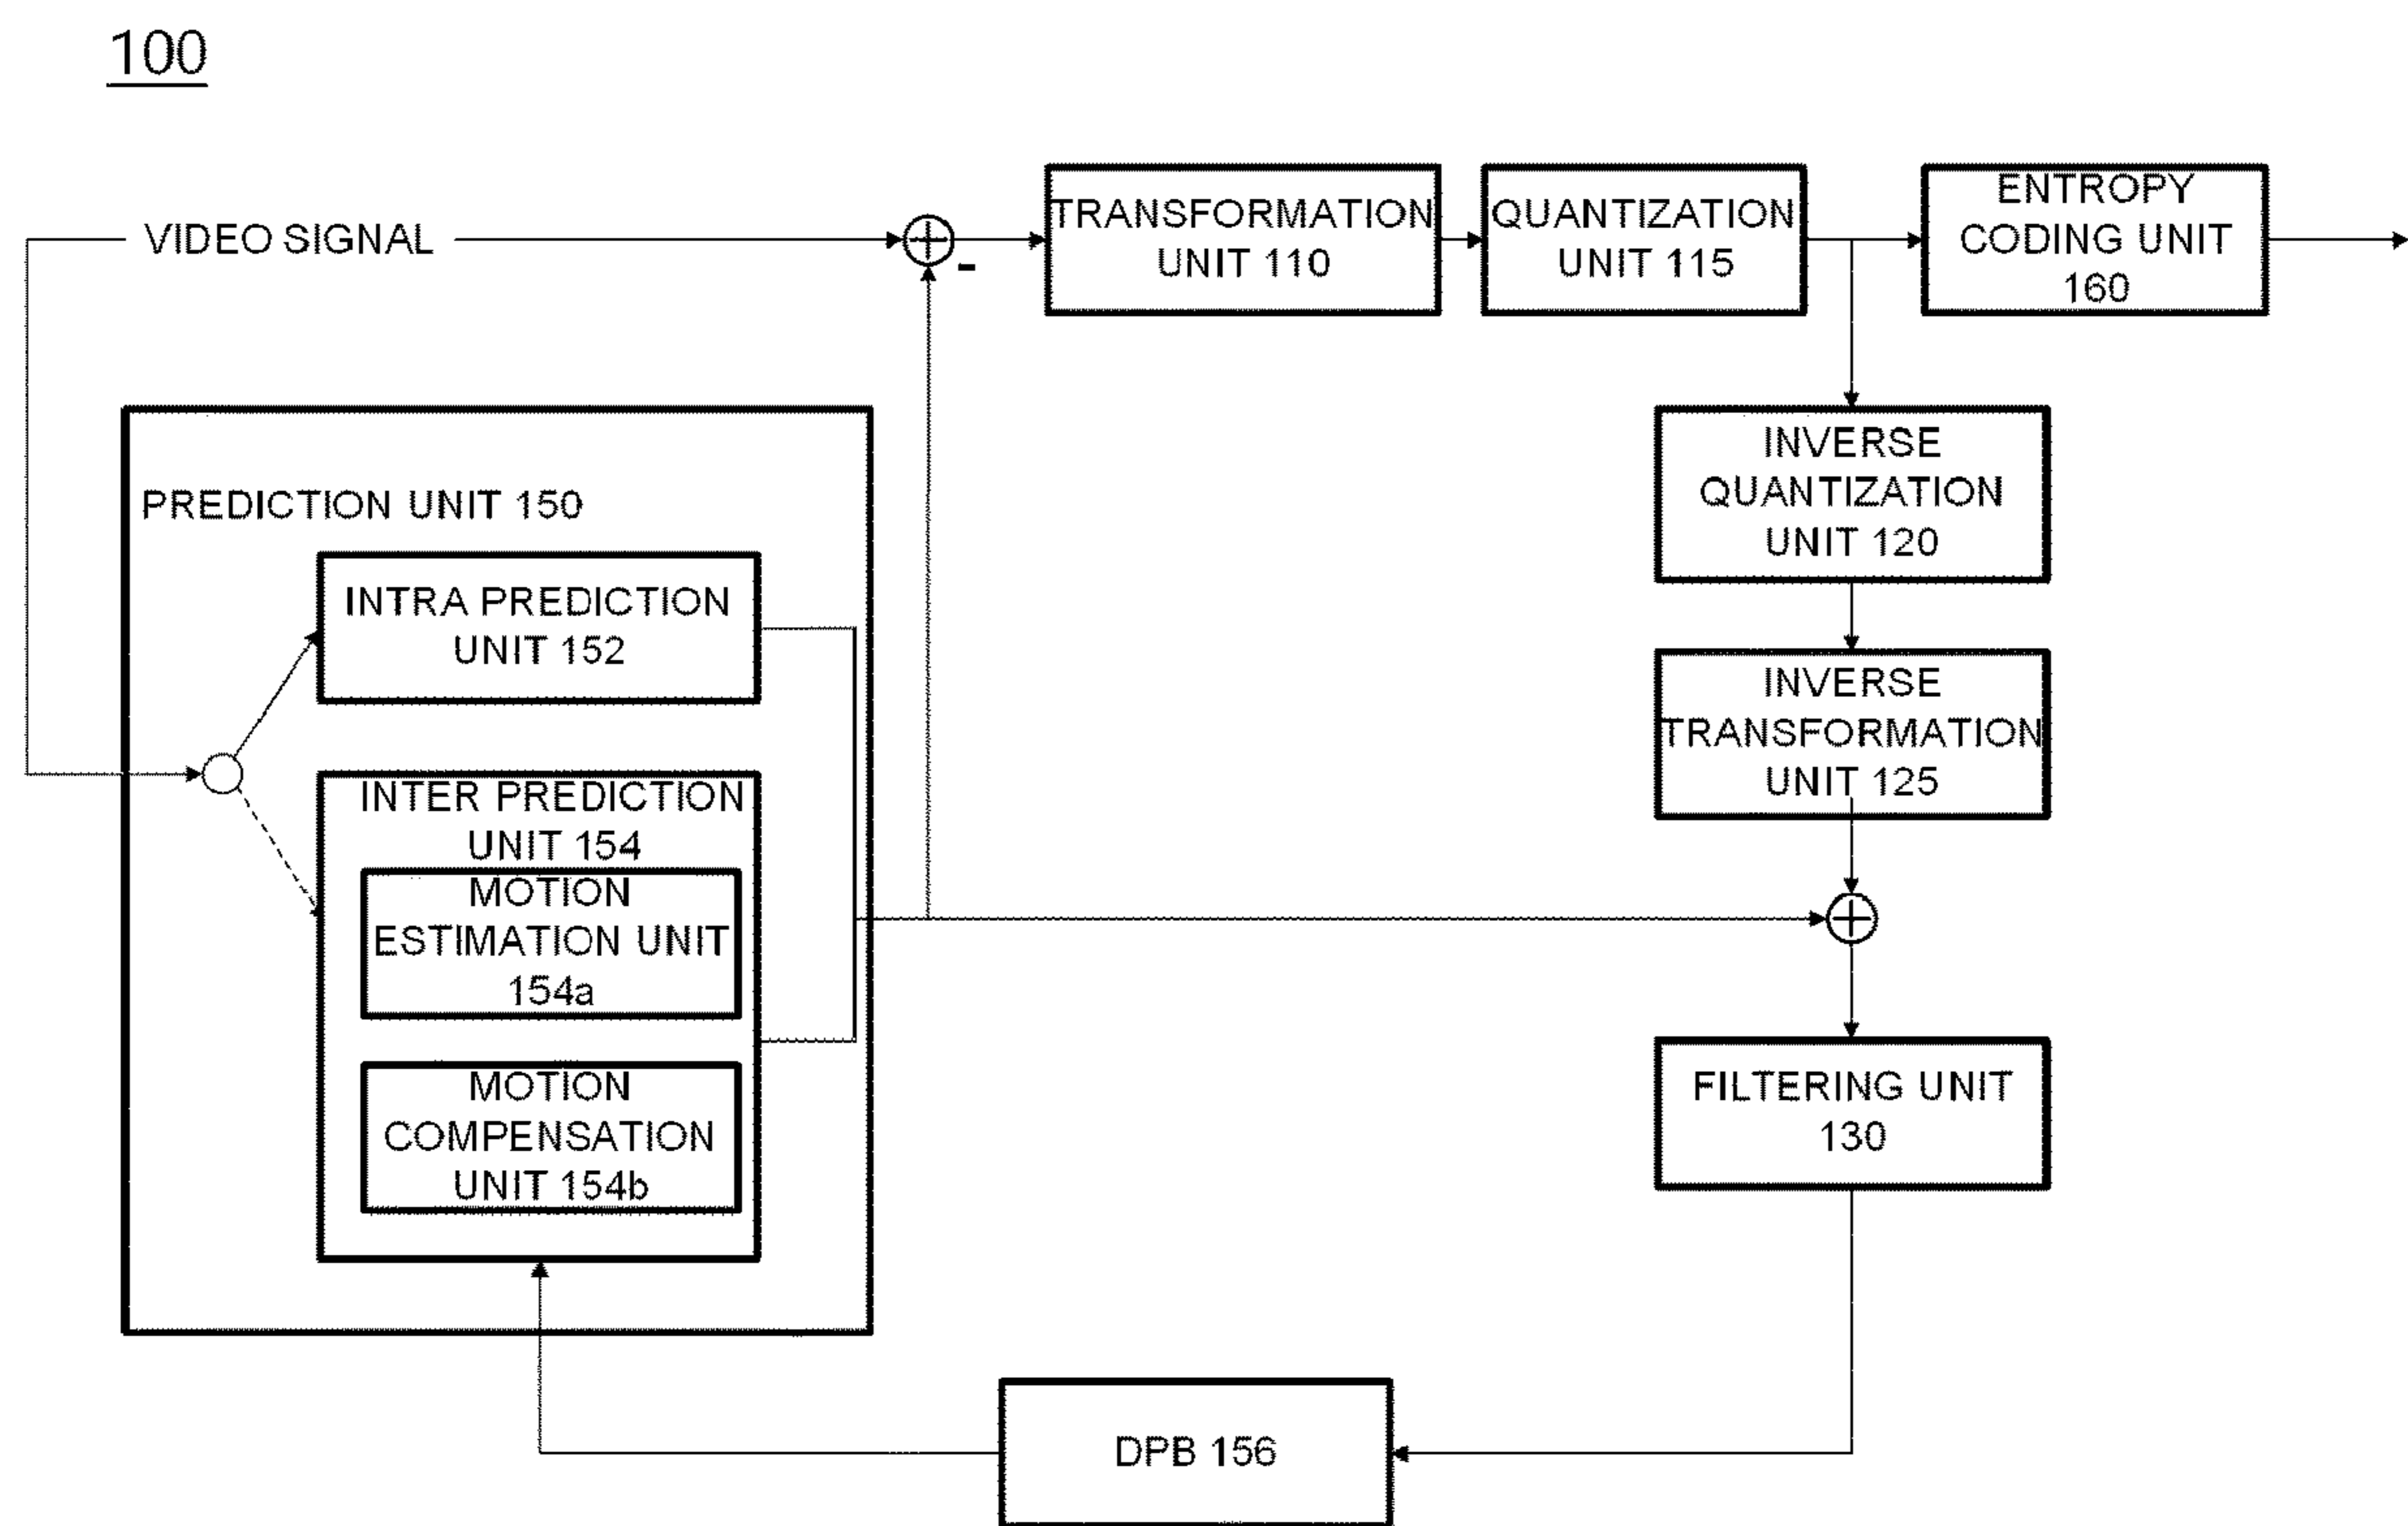 100
VIDEO SIGNAL
-
TRANSFORMATION
UNIT 110
QUANTIZATION
UNIT 115
ENTROPY
CODING UNIT
160
INVERSE
QUANTIZATION
UNIT 120
INVERSE
TRANSFORMATION
UNIT 125
PREDICTION UNIT 150
INTRA PREDICTION
UNIT 152
INTER PREDICTION
UNIT 154
MOTION
ESTIMATION UNIT
154a
MOTION
COMPENSATION
UNIT 154b
FILTERING UNIT
130
DPB 156